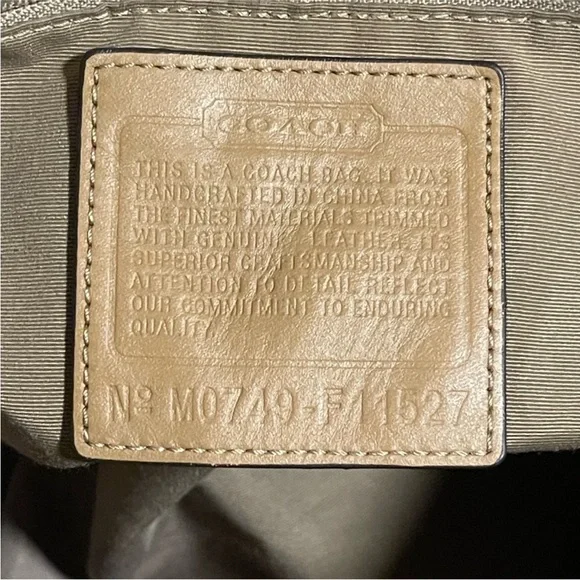 COACH
THIS IS A COACH BAG. IT WAS
HANDCRAFTED IN CHINA FROM
THE FINEST MATERIALS TRIMMED
WITH GENUINE LEATHER. ITS
SUPERIOR CRAFTSMANSHIP AND
ATTENTION TO DETAIL REFLECT
OUR COMMITMENT TO ENDURING
QUALITY.
Nº M0749-F11527